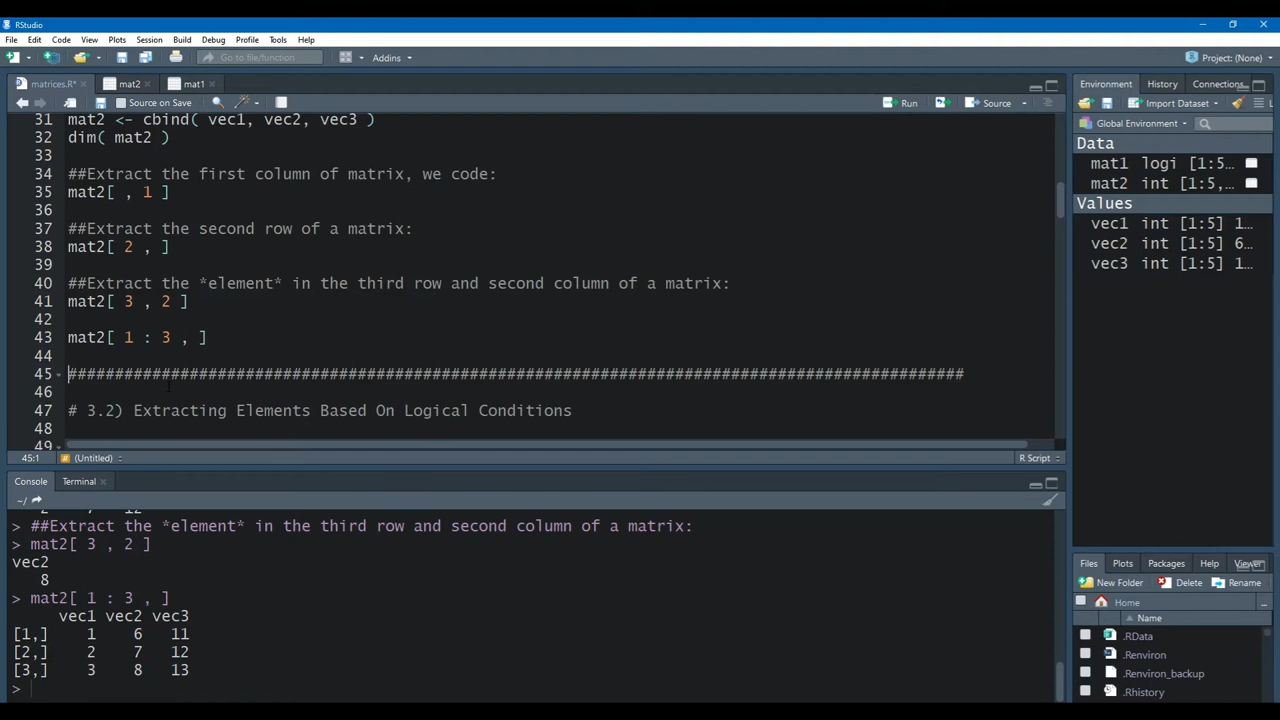 RStudio
File Edit Code View Plots Session Build Debug Profile Tools Help
Go to file/function Addins Project: (None)
matrices.R* mat2 mat1
Source on Save Run Source
31 mat2 <- cbind( vec1, vec2, vec3 )
32 dim( mat2 )
33
34 ##Extract the first column of matrix, we code:
35 mat2[ , 1 ]
36
37 ##Extract the second row of a matrix:
38 mat2[ 2 , ]
39
40 ##Extract the *element* in the third row and second column of a matrix:
41 mat2[ 3 , 2 ]
42
43 mat2[ 1 : 3 , ]
44
45 ################################################################################################
46
47 # 3.2) Extracting Elements Based On Logical Conditions
48
49
45:1 (Untitled) R Script
Console Terminal
~/
> ##Extract the *element* in the third row and second column of a matrix:
> mat2[ 3 , 2 ]
vec2
8
> mat2[ 1 : 3 , ]
vec1 vec2 vec3
[1,] 1 6 11
[2,] 2 7 12
[3,] 3 8 13
>
Environment History Connections
Import Dataset
Global Environment
Data
mat1 logi [1:5…
mat2 int [1:5,…
Values
vec1 int [1:5] 1…
vec2 int [1:5] 6…
vec3 int [1:5] 1…
Files Plots Packages Help Viewer
New Folder Delete Rename
Home ...
Name
.RData
.Renviron
.Renviron_backup
.Rhistory